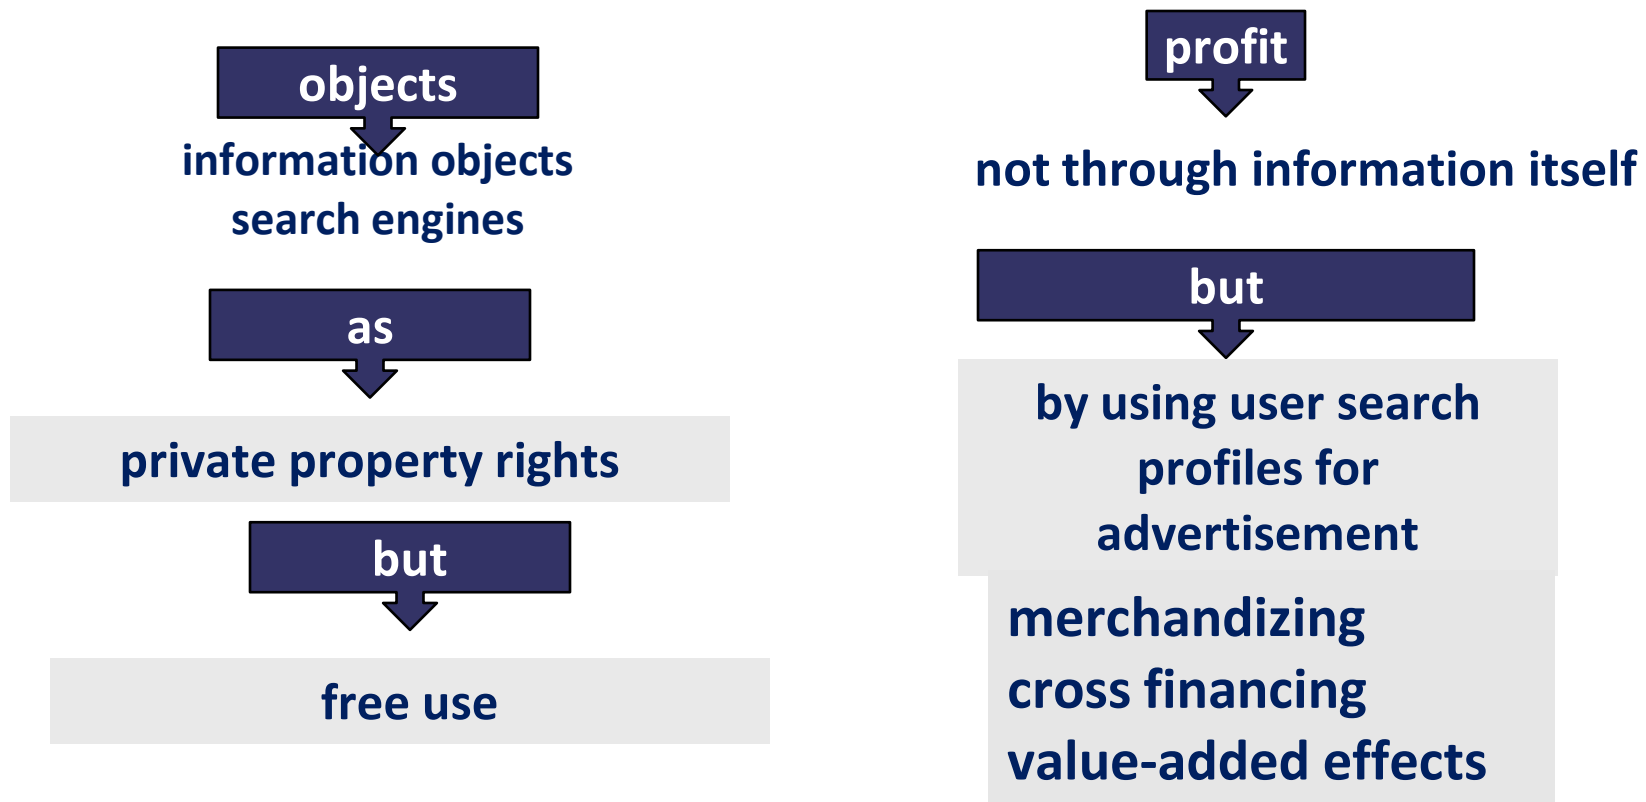 objects
information objects
search engines
as
private property rights
but
free use
profit
not through information itself
but
by using user search
profiles for
advertisement
merchandizing
cross financing
value-added effects